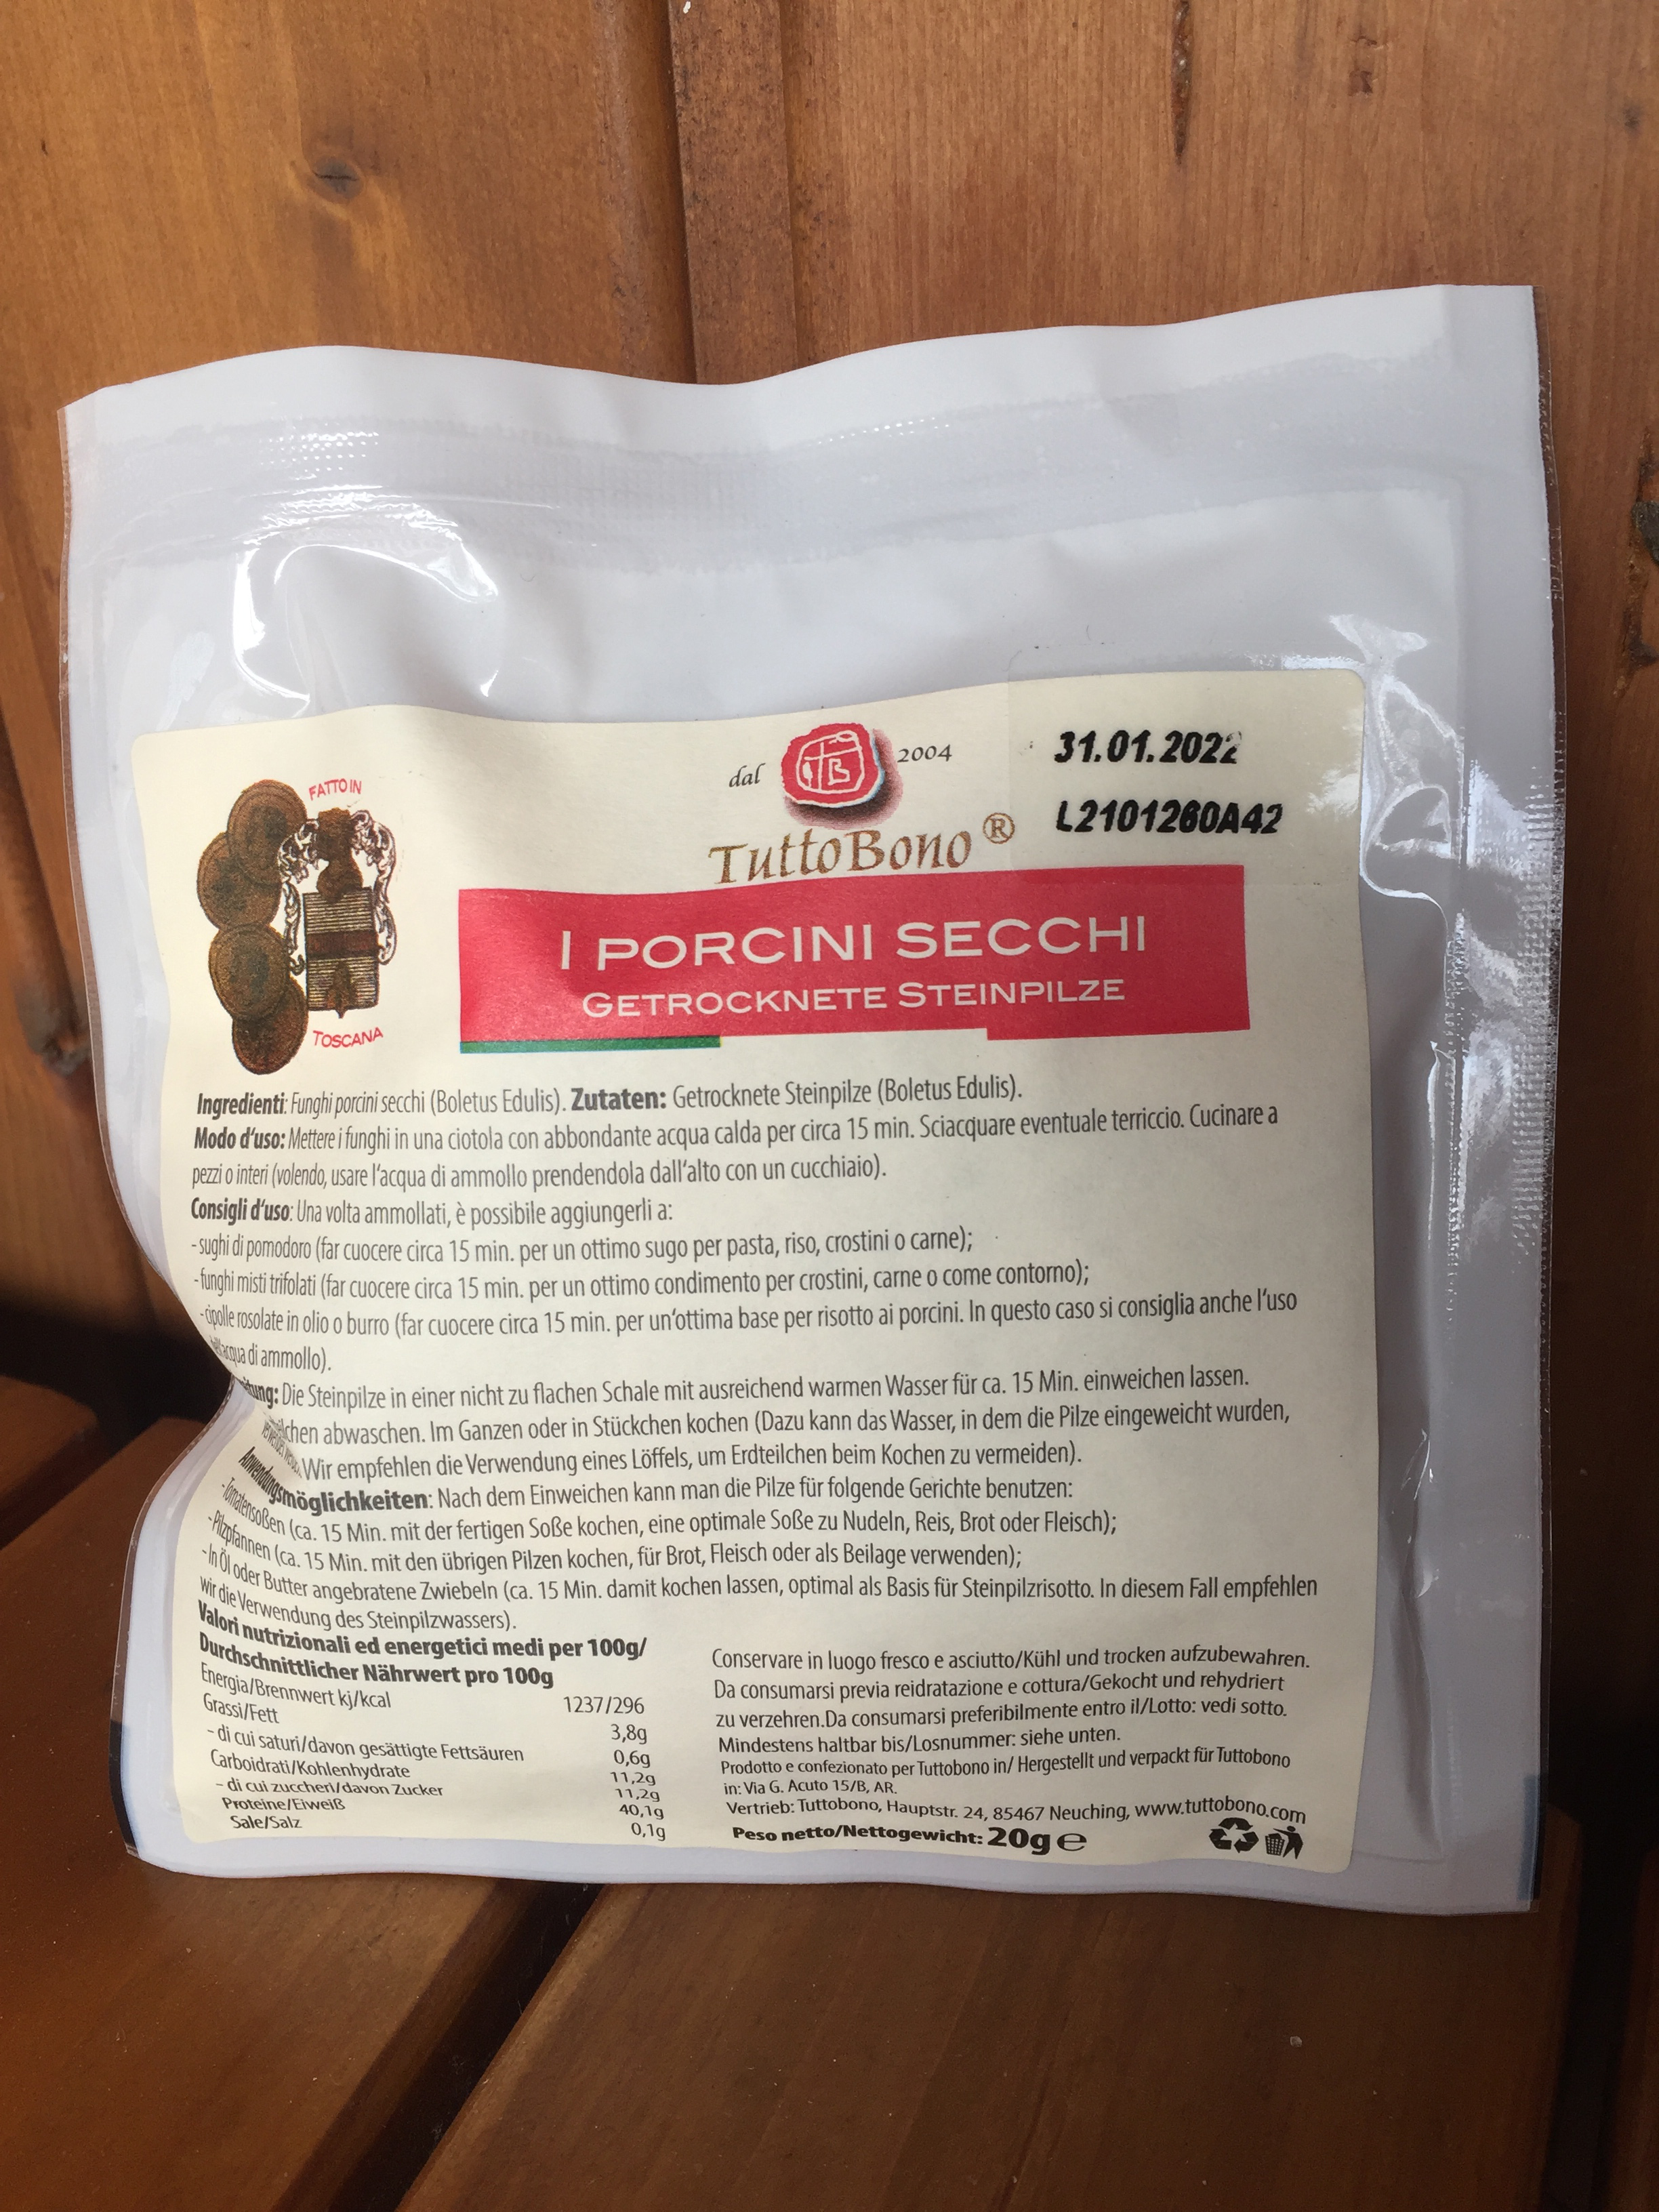 FATTO IN
TOSCANA
dal
2004
TB
TuttoBono®
31.01.2022
L2101260A42
I PORCINI SECCHI
GETROCKNETE STEINPILZE
Ingredienti: Funghi porcini secchi (Boletus Edulis). Zutaten: Getrocknete Steinpilze (Boletus Edulis).
Modo d'uso: Mettere i funghi in una ciotola con abbondante acqua calda per circa 15 min. Sciacquare eventuale terriccio. Cucinare a
pezzi o interi (volendo, usare l'acqua di ammollo prendendola dall'alto con un cucchiaio).
Consigli d'uso: Una volta ammollati, è possibile aggiungerli a:
- sughi di pomodoro (far cuocere circa 15 min. per un ottimo sugo per pasta, riso, crostini o carne);
- funghi misti trifolati (far cuocere circa 15 min. per un ottimo condimento per crostini, carne o come contorno);
- cipolle rosolate in olio o burro (far cuocere circa 15 min. per un'ottima base per risotto ai porcini. In questo caso si consiglia anche l'uso
dell'acqua di ammollo).
Die Steinpilze in einer nicht zu flachen Schale mit ausreichend warmen Wasser für ca. 15 Min. einweichen lassen.
abwaschen. Im Ganzen oder in Stückchen kochen (Dazu kann das Wasser, in dem die Pilze eingeweicht wurden,
Wir empfehlen die Verwendung eines Löffels, um Erdteilchen beim Kochen zu vermeiden).
Anwendungsmöglichkeiten: Nach dem Einweichen kann man die Pilze für folgende Gerichte benutzen:
- Tomatensoßen (ca. 15 Min. mit der fertigen Soße kochen, eine optimale Soße zu Nudeln, Reis, Brot oder Fleisch);
- Pilzpfannen (ca. 15 Min. mit den übrigen Pilzen kochen, für Brot, Fleisch oder als Beilage verwenden);
- In Öl oder Butter angebratene Zwiebeln (ca. 15 Min. damit kochen lassen, optimal als Basis für Steinpilzrisotto. In diesem Fall empfehlen
wir die Verwendung des Steinpilzwassers).
Valori nutrizionali ed energetici medi per 100g/
Durchschnittlicher Nährwert pro 100g
Energia/Brennwert kj/kcal 1237/296
Grassi/Fett 3,8g
- di cui saturi/davon gesättigte Fettsäuren 0,6g
Carboidrati/Kohlenhydrate 11,2g
- di cui zuccheri/davon Zucker 11,2g
Proteine/Eiweiß 40,1g
Sale/Salz 0,1g
Conservare in luogo fresco e asciutto/Kühl und trocken aufzubewahren.
Da consumarsi previa reidratazione e cottura/Gekocht und rehydriert
zu verzehren.Da consumarsi preferibilmente entro il/Lotto: vedi sotto.
Mindestens haltbar bis/Losnummer: siehe unten.
Prodotto e confezionato per Tuttobono in/ Hergestellt und verpackt für Tuttobono
in: Via G. Acuto 15/B, AR.
Vertrieb: Tuttobono, Hauptstr. 24, 85467 Neuching, www.tuttobono.com
Peso netto/Nettogewicht: 20g e